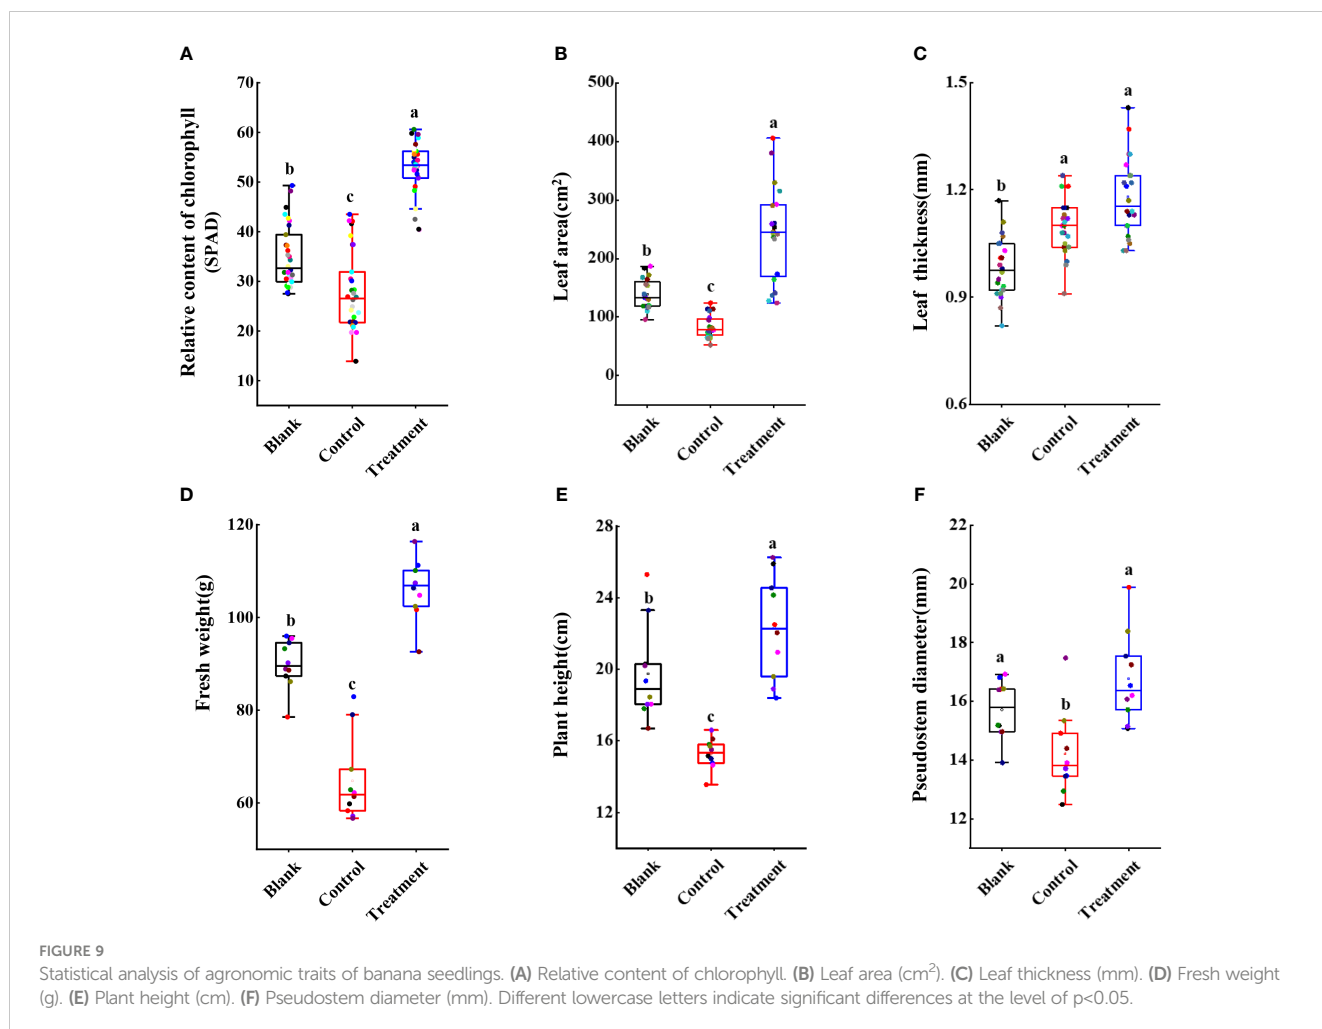 A
Relative content of chlorophyll
(SPAD)
70
60
50
40
30
20
10
b
c
a
Blank
Control
Treatment
B
Leaf area(cm²)
500
400
300
200
100
0
b
c
a
Blank
Control
Treatment
C
Leaf thickness(mm)
1.5
1.2
0.9
0.6
b
a
a
Blank
Control
Treatment
D
Fresh weight(g)
120
100
80
60
b
c
a
Blank
Control
Treatment
E
Plant height(cm)
28
24
20
16
12
b
c
a
Blank
Control
Treatment
F
Pseudostem diameter(mm)
22
20
18
16
14
12
a
b
a
Blank
Control
Treatment
FIGURE 9
Statistical analysis of agronomic traits of banana seedlings. (A) Relative content of chlorophyll. (B) Leaf area (cm²). (C) Leaf thickness (mm). (D) Fresh weight
(g). (E) Plant height (cm). (F) Pseudostem diameter (mm). Different lowercase letters indicate significant differences at the level of p<0.05.